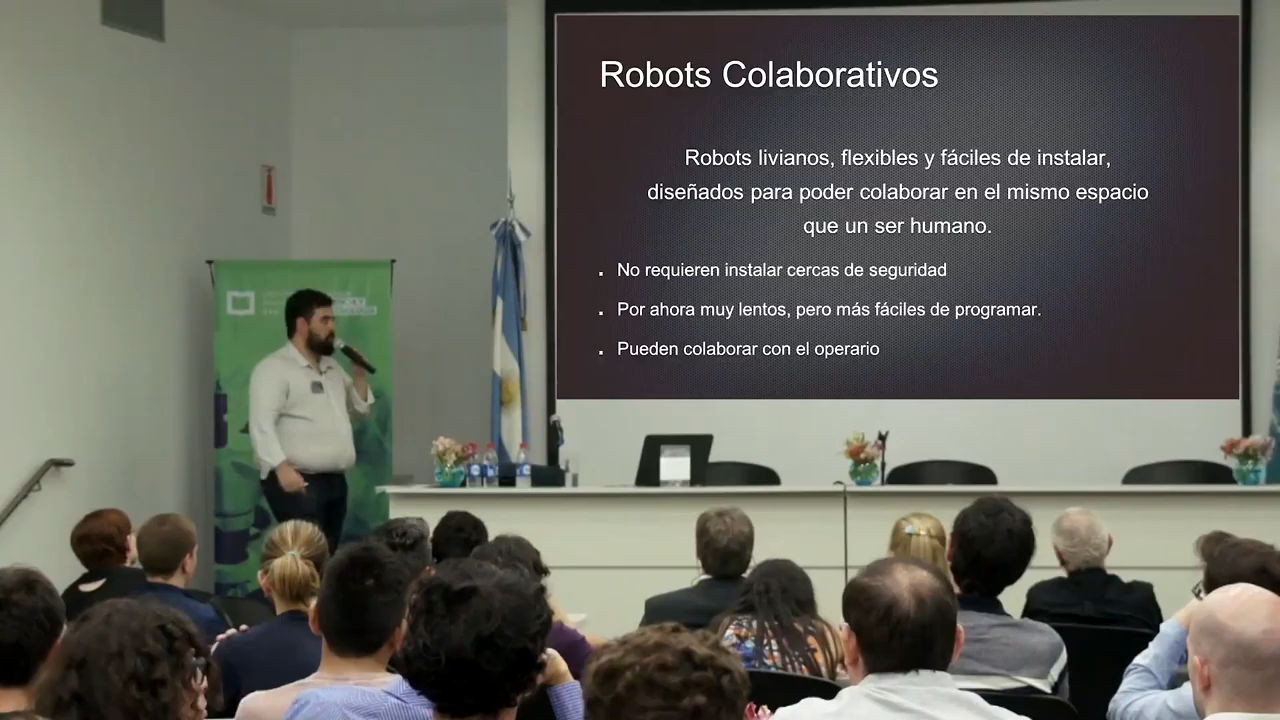 Robots Colaborativos
Robots livianos, flexibles y fáciles de instalar,
diseñados para poder colaborar en el mismo espacio
que un ser humano.
. No requieren instalar cercas de seguridad
. Por ahora muy lentos, pero más fáciles de programar.
. Pueden colaborar con el operario